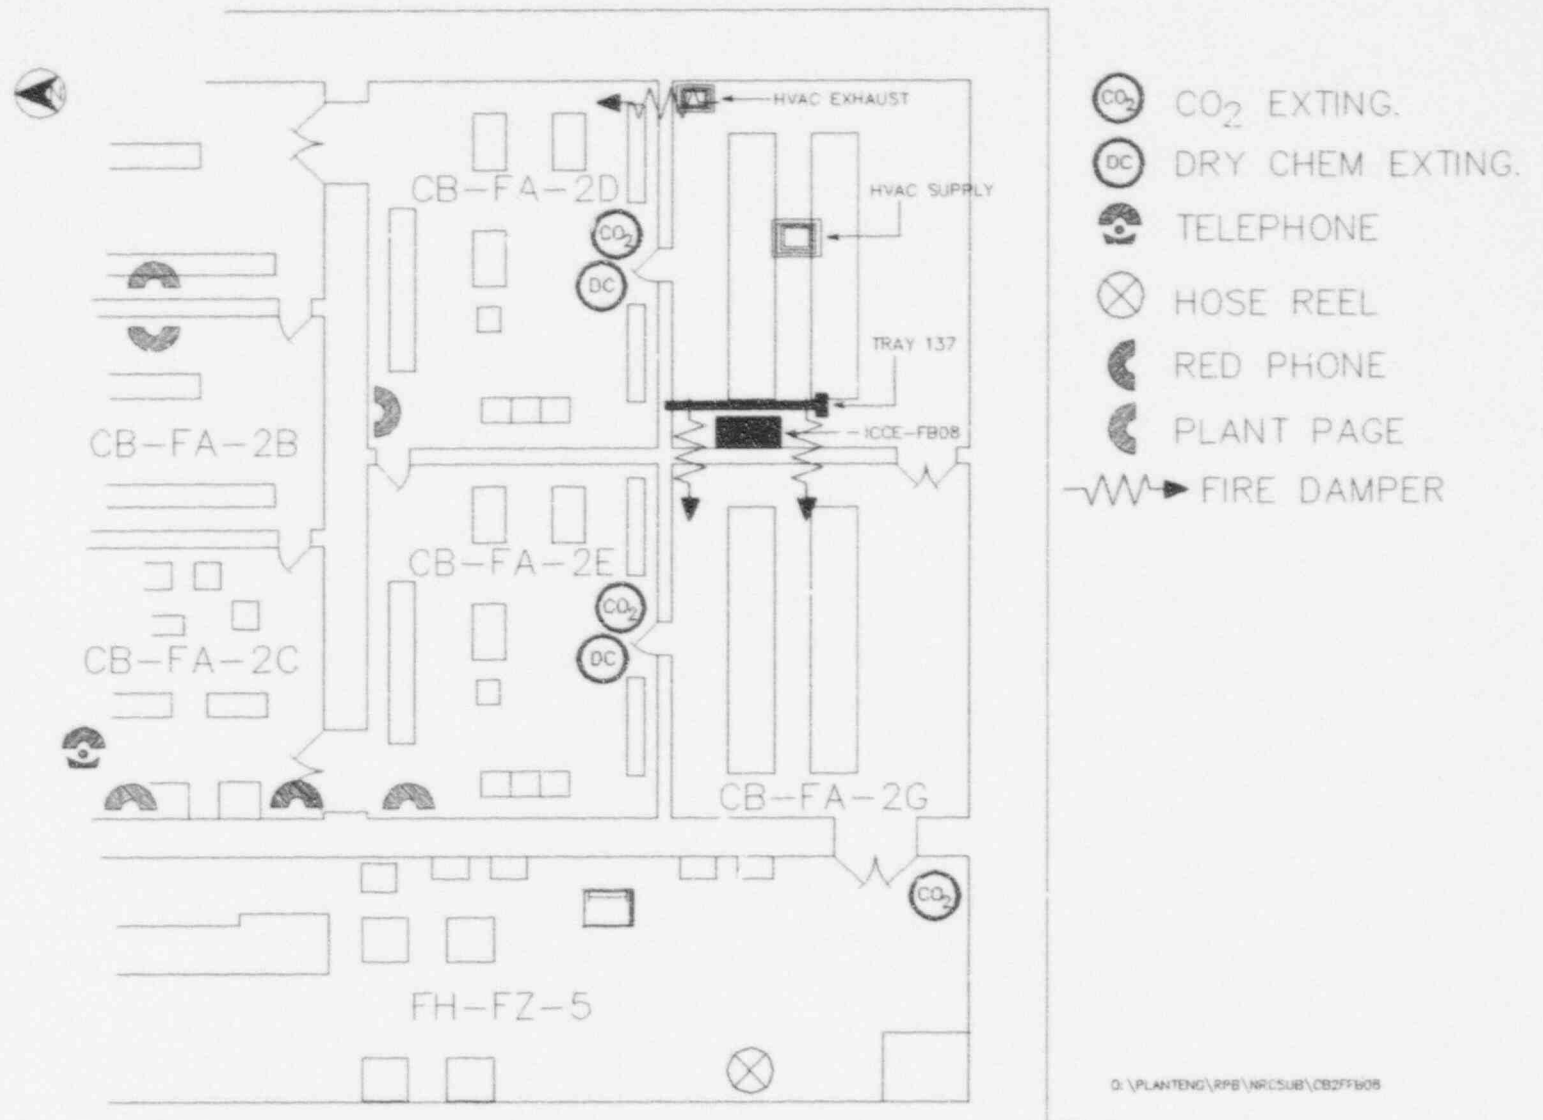 N
HVAC EXHAUST
CO2 EXTING.
DC DRY CHEM EXTING.
CB-FA-2D
HVAC SUPPLY
TELEPHONE
CO2
DC
HOSE REEL
TRAY 137
RED PHONE
CB-FA-2B
ICCE-FB08
PLANT PAGE
FIRE DAMPER
CB-FA-2E
CO2
DC
CB-FA-2C
CB-FA-2G
CO2
FH-FZ-5